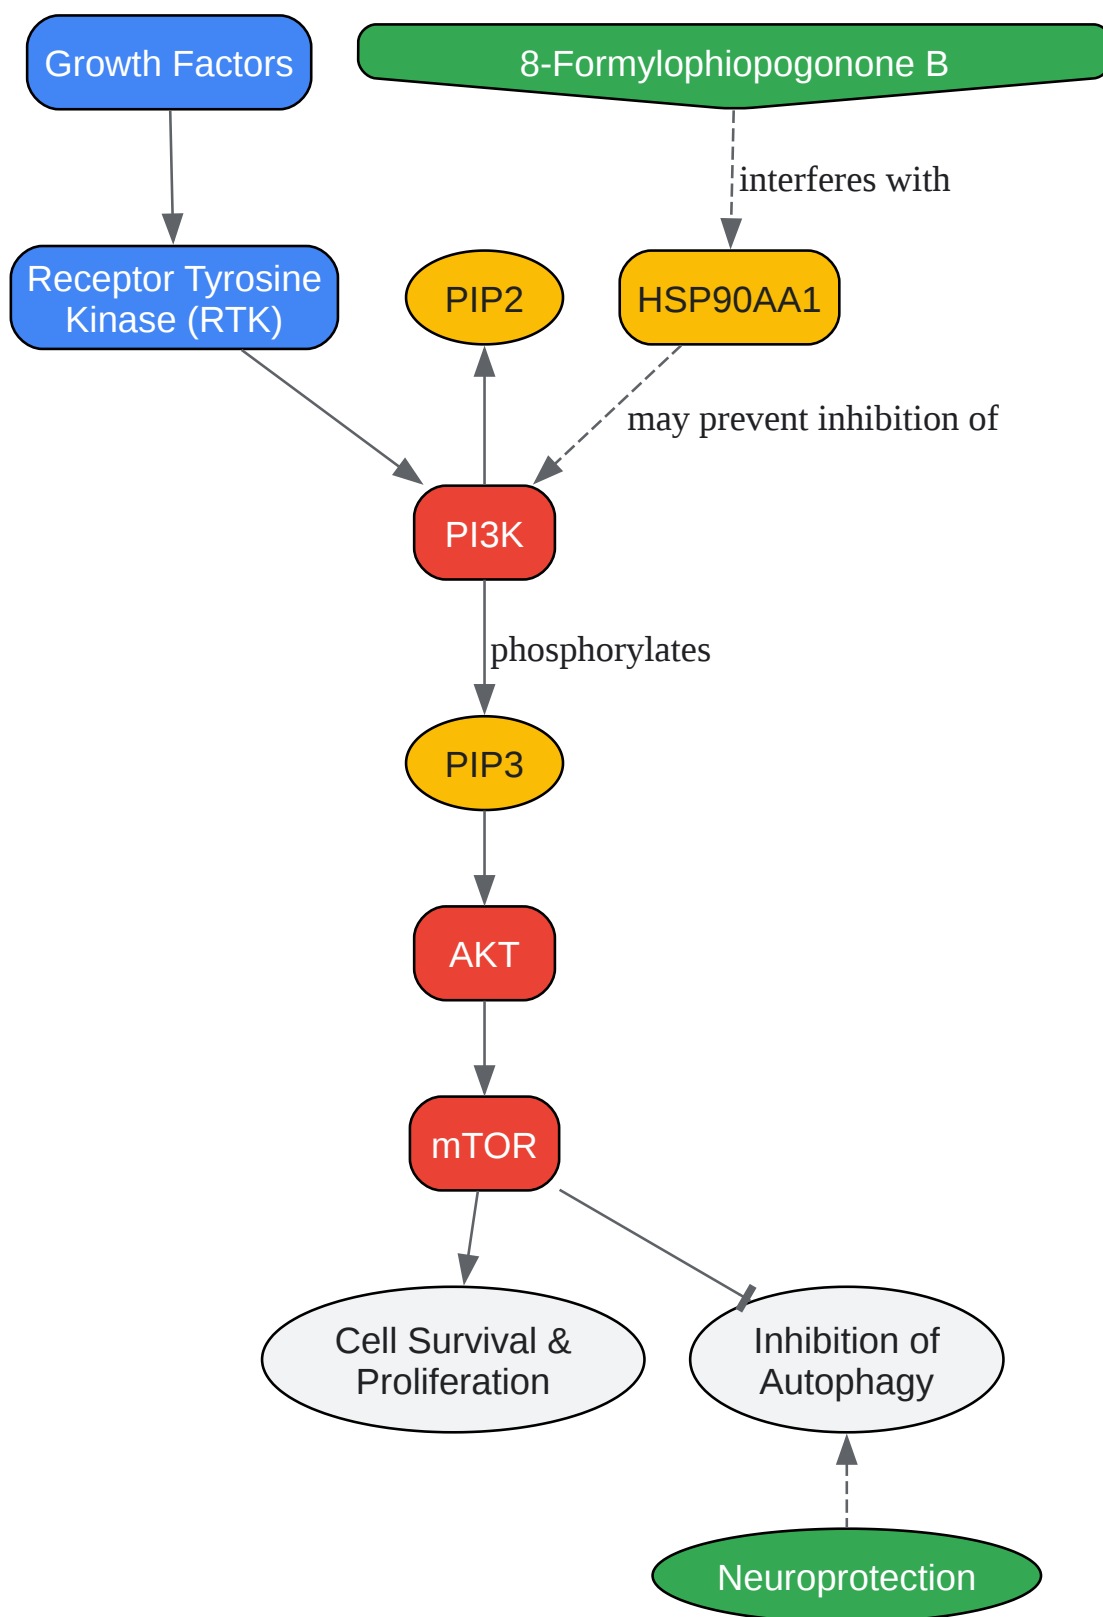 Growth Factors
8-Formylophiopogonone B
interferes with
Receptor Tyrosine
Kinase (RTK)
PIP2
HSP90AA1
may prevent inhibition of
PI3K
phosphorylates
PIP3
AKT
mTOR
Cell Survival &
Proliferation
Inhibition of
Autophagy
Neuroprotection